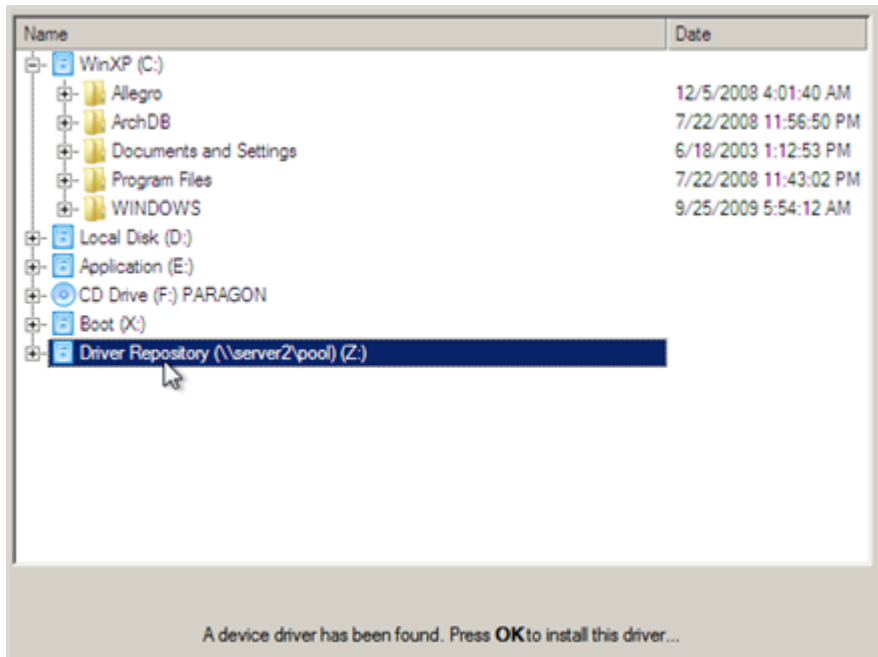 Name Date
WinXP (C:)
Allegro 12/5/2008 4:01:40 AM
ArchDB 7/22/2008 11:56:50 PM
Documents and Settings 6/18/2003 1:12:53 PM
Program Files 7/22/2008 11:43:02 PM
WINDOWS 9/25/2009 5:54:12 AM
Local Disk (D:)
Application (E:)
CD Drive (F:) PARAGON
Boot (X:)
Driver Repository (\\server2\pool) (Z:)
A device driver has been found. Press OK to install this driver...